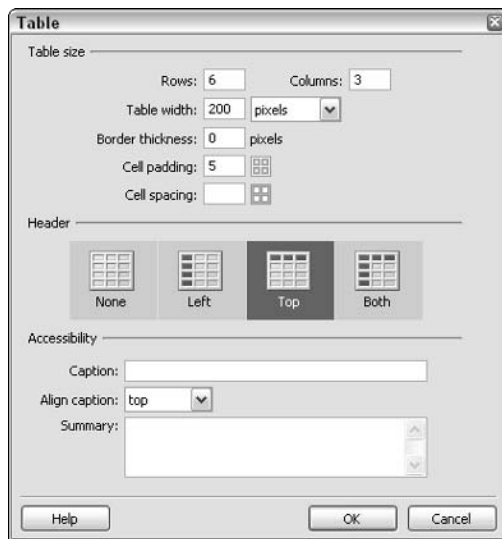 Table
Table size
Rows: 6 Columns: 3
Table width: 200 pixels
Border thickness: 0 pixels
Cell padding: 5
Cell spacing:
Header
None Left Top Both
Accessibility
Caption:
Align caption: top
Summary:
Help OK Cancel